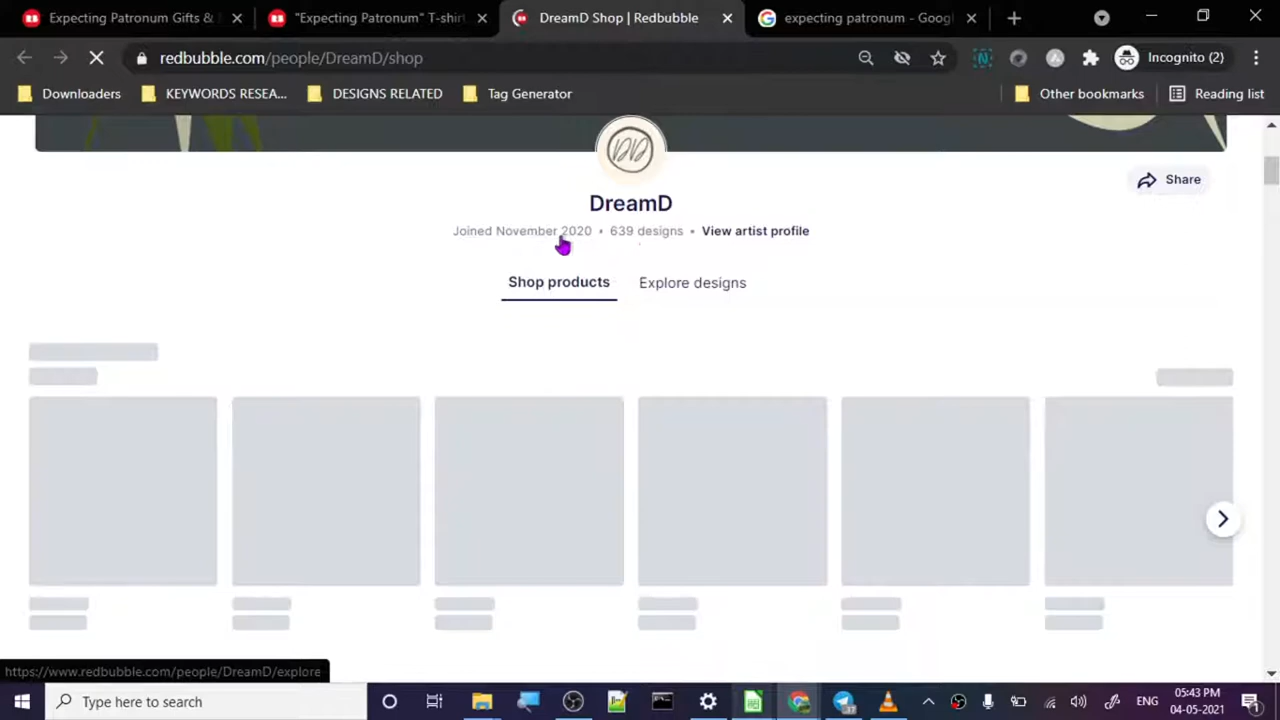 Expecting Patronum Gifts &
"Expecting Patronum" T-shirt
DreamD Shop | Redbubble
expecting patronum - Googl
redbubble.com/people/DreamD/shop
Incognito (2)
Downloaders
KEYWORDS RESEA...
DESIGNS RELATED
Tag Generator
Other bookmarks
Reading list
DD
Share
DreamD
Joined November 2020 • 639 designs • View artist profile
Shop products
Explore designs
https://www.redbubble.com/people/DreamD/explore
Type here to search
ENG
05:43 PM
04-05-2021